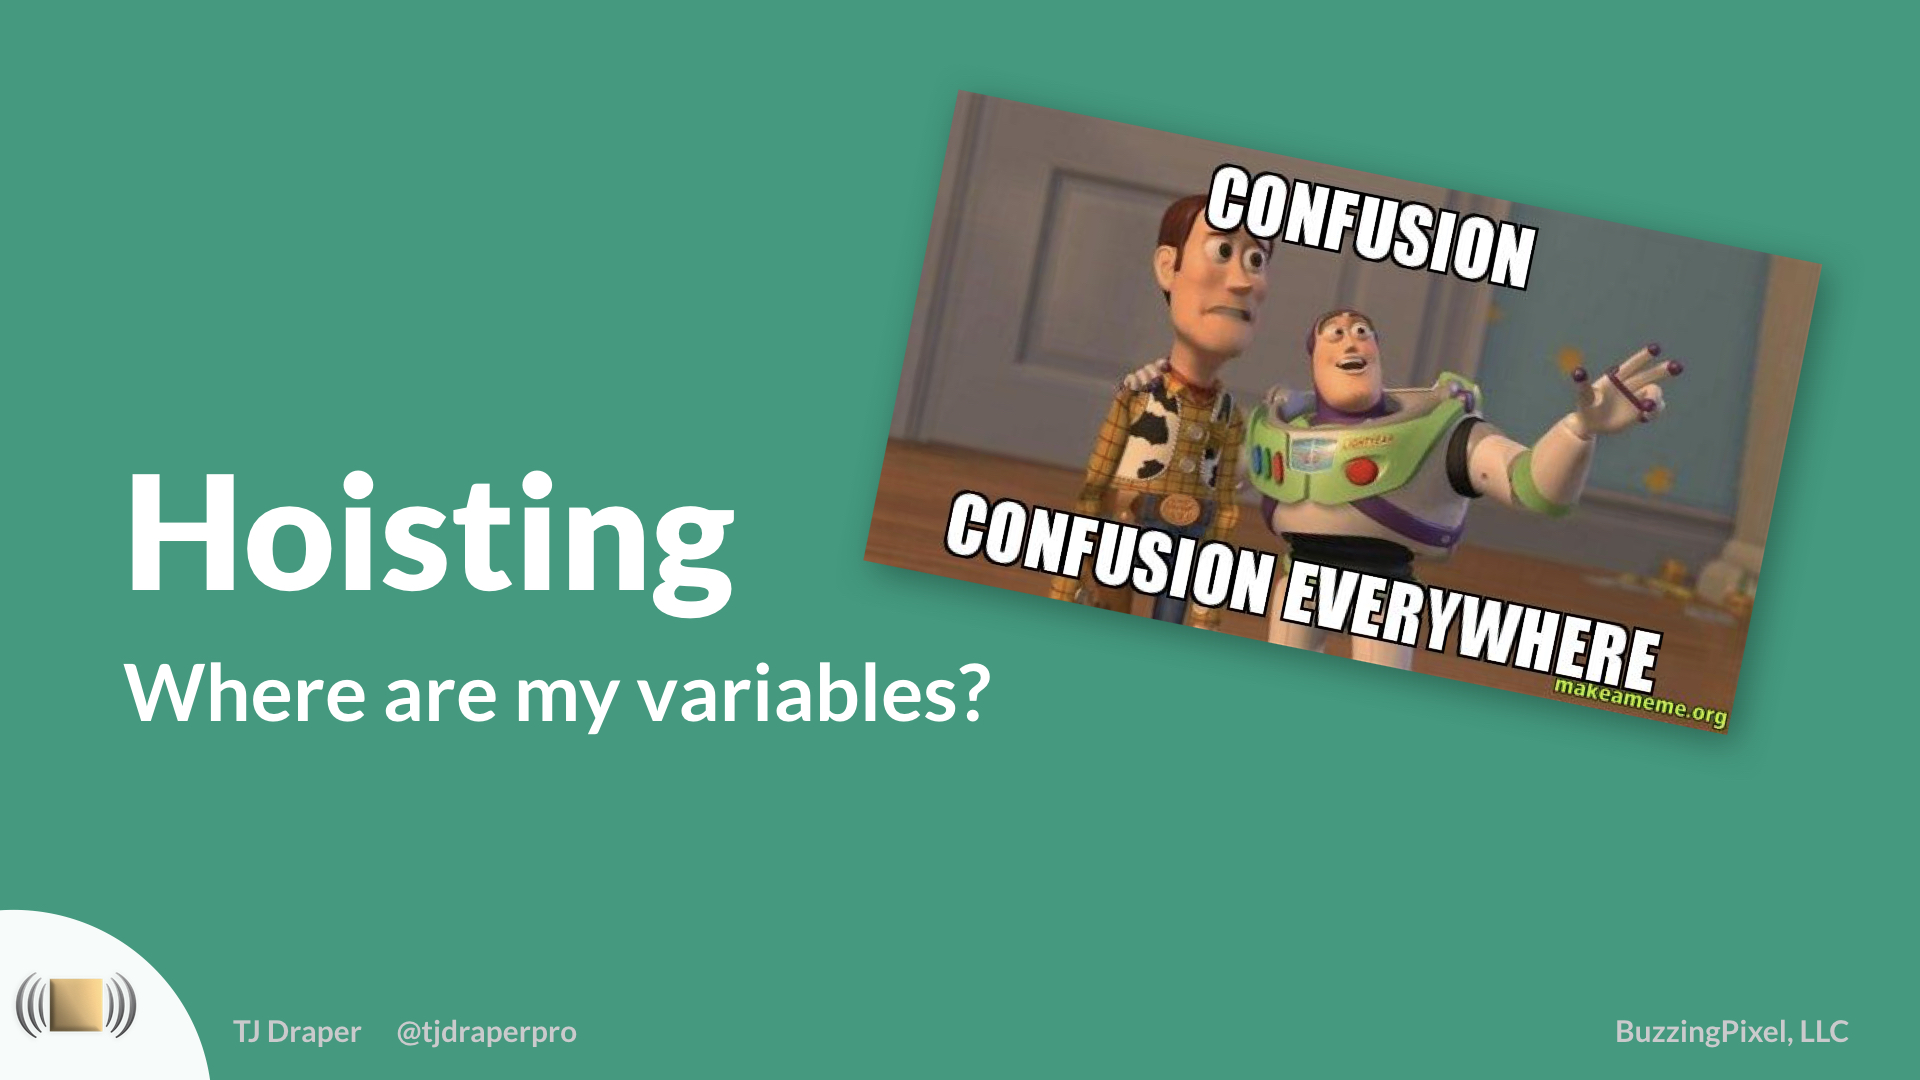 CONFUSION
LIGHTYEAR
CONFUSION EVERYWHERE
makeameme.org
Hoisting
Where are my variables?
TJ Draper @tjdraperpro
BuzzingPixel, LLC